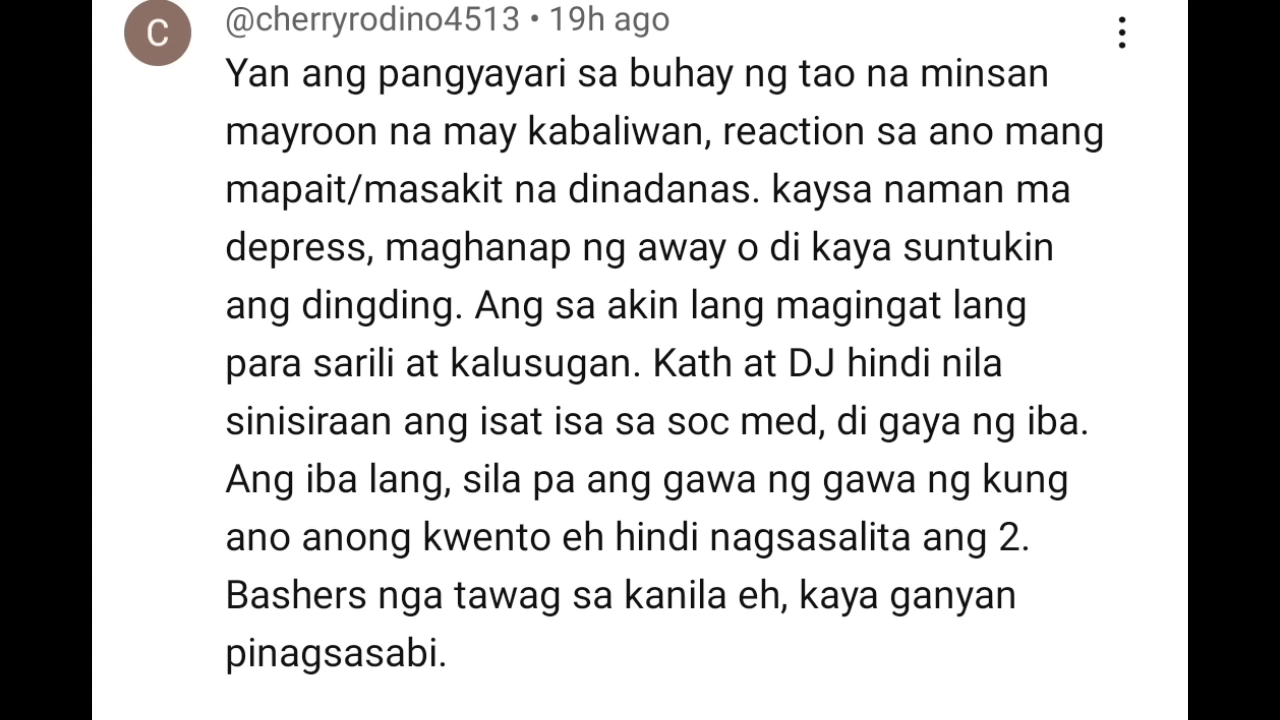 C
@cherryrodino4513 • 19h ago
Yan ang pangyayari sa buhay ng tao na minsan
mayroon na may kabaliwan, reaction sa ano mang
mapait/masakit na dinadanas. kaysa naman ma
depress, maghanap ng away o di kaya suntukin
ang dingding. Ang sa akin lang magingat lang
para sarili at kalusugan. Kath at DJ hindi nila
sinisiraan ang isat isa sa soc med, di gaya ng iba.
Ang iba lang, sila pa ang gawa ng gawa ng kung
ano anong kwento eh hindi nagsasalita ang 2.
Bashers nga tawag sa kanila eh, kaya ganyan
pinagsasabi.